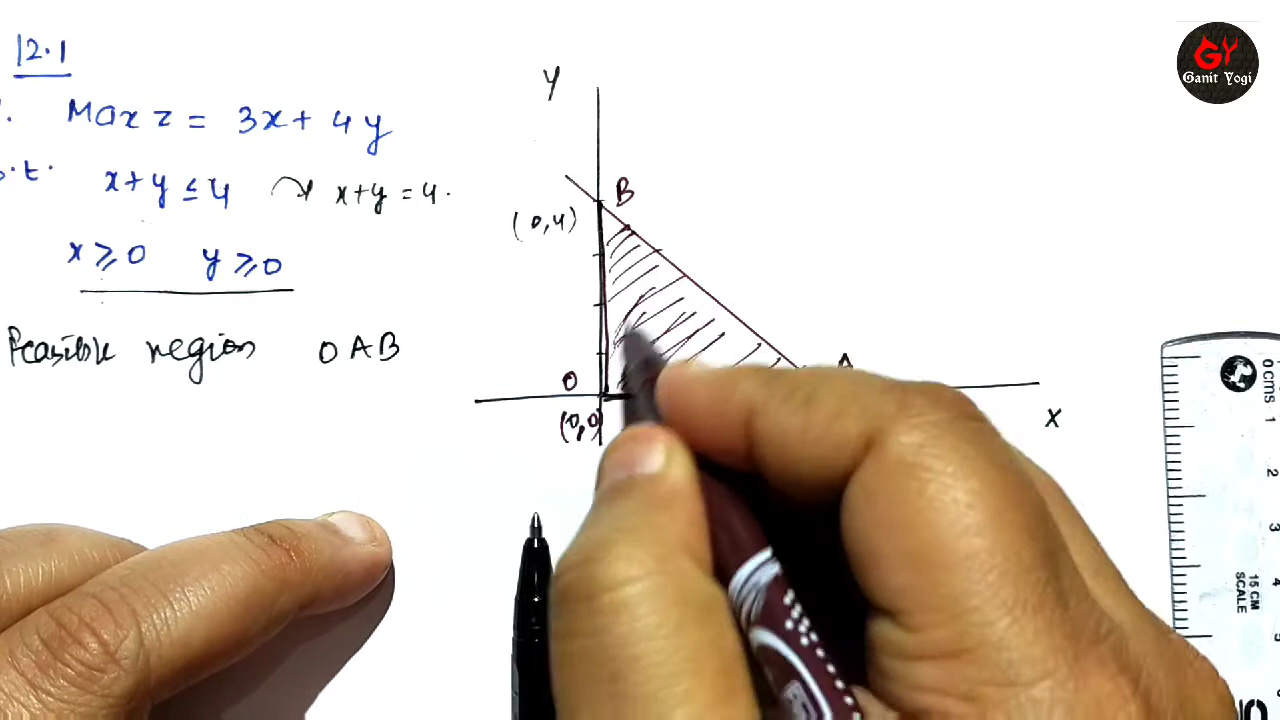 12.1
Max z = 3x + 4y
s.t. x+y ≤ 4 → x+y = 4.
x ≥ 0 y ≥ 0
Feasible region OAB
Y
B
(0,4)
A
O
(0,0)
X
GY
Ganit Yogi
0 cms 1
2
3
4
5
15 CM
SCALE